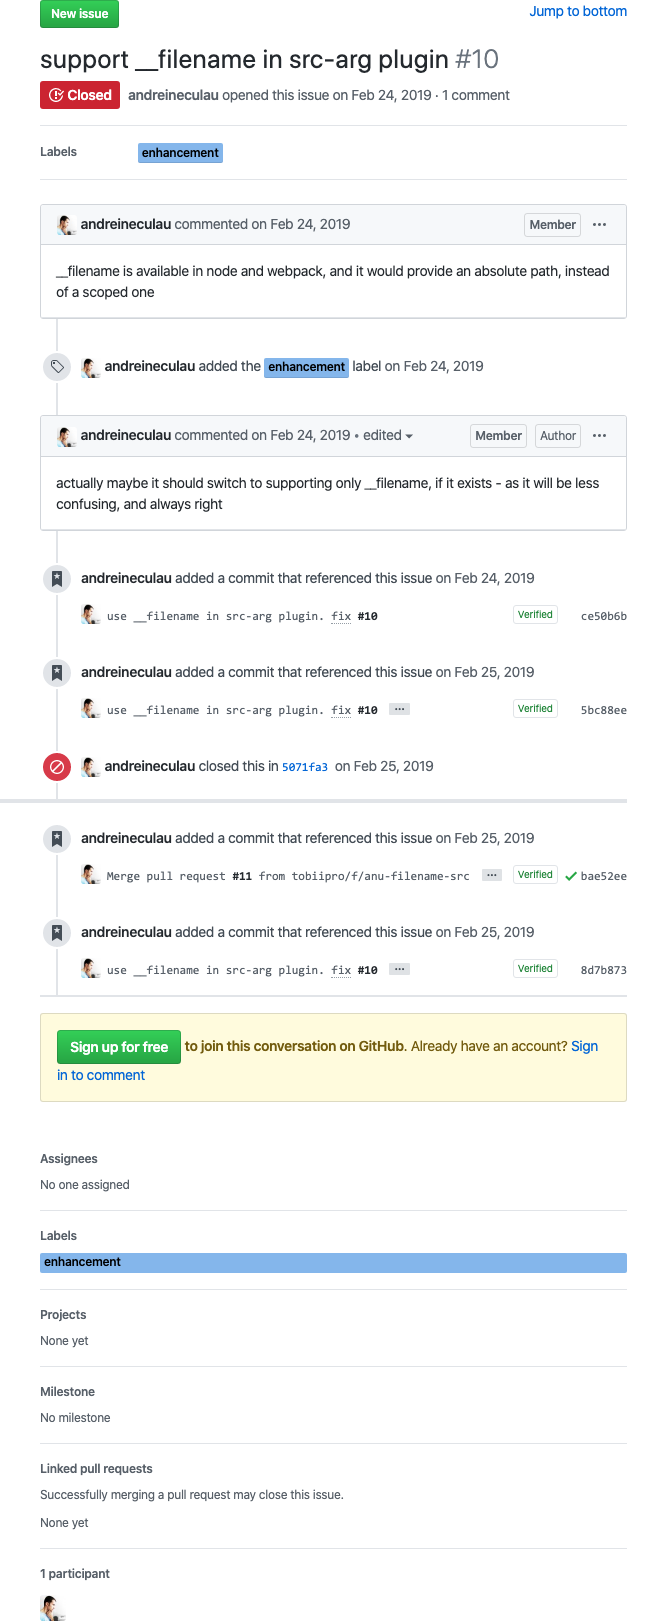 New issue
Jump to bottom
support __filename in src-arg plugin #10
Closed andreineculau opened this issue on Feb 24, 2019 · 1 comment
Labels enhancement
andreineculau commented on Feb 24, 2019 Member ···
__filename is available in node and webpack, and it would provide an absolute path, instead
of a scoped one
andreineculau added the enhancement label on Feb 24, 2019
andreineculau commented on Feb 24, 2019 • edited Member Author ···
actually maybe it should switch to supporting only __filename, if it exists - as it will be less
confusing, and always right
andreineculau added a commit that referenced this issue on Feb 24, 2019
use __filename in src-arg plugin. fix #10 Verified ce50b6b
andreineculau added a commit that referenced this issue on Feb 25, 2019
use __filename in src-arg plugin. fix #10 … Verified 5bc88ee
andreineculau closed this in 5071fa3 on Feb 25, 2019
andreineculau added a commit that referenced this issue on Feb 25, 2019
Merge pull request #11 from tobiipro/f/anu-filename-src … Verified bae52ee
andreineculau added a commit that referenced this issue on Feb 25, 2019
use __filename in src-arg plugin. fix #10 … Verified 8d7b873
Sign up for free to join this conversation on GitHub. Already have an account? Sign
in to comment
Assignees
No one assigned
Labels
enhancement
Projects
None yet
Milestone
No milestone
Linked pull requests
Successfully merging a pull request may close this issue.
None yet
1 participant